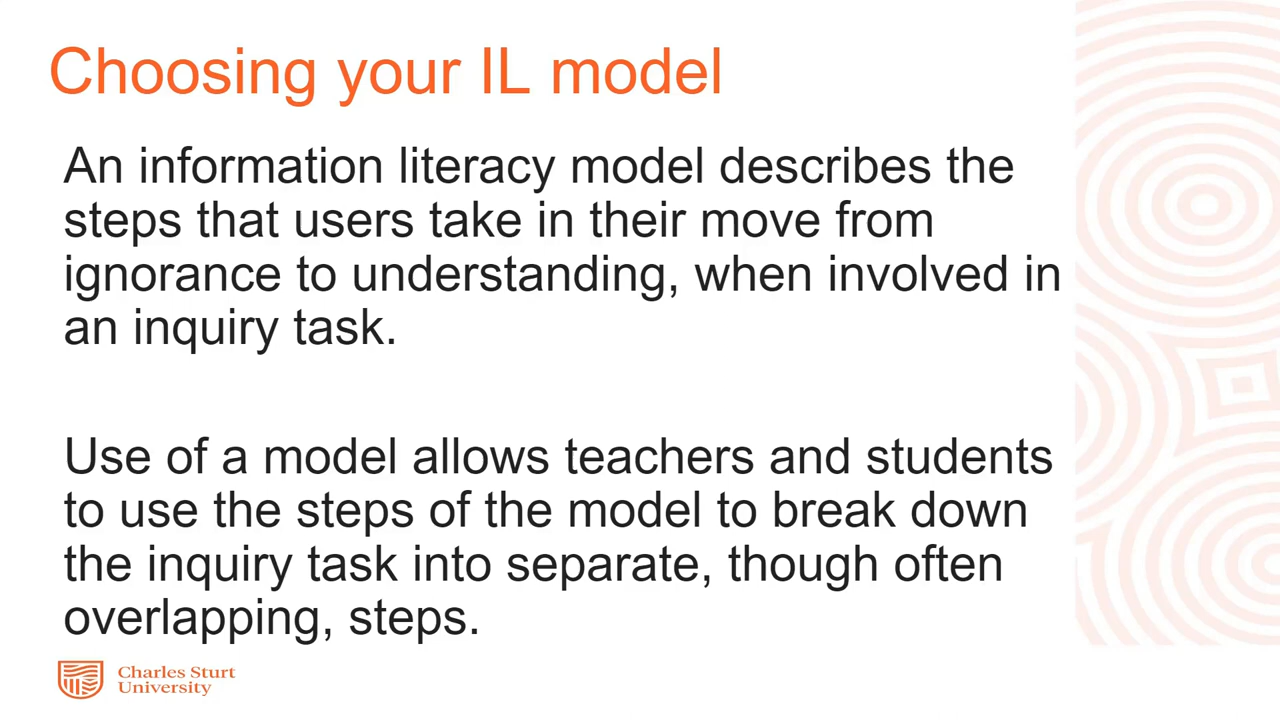 Choosing your IL model
An information literacy model describes the
steps that users take in their move from
ignorance to understanding, when involved in
an inquiry task.
Use of a model allows teachers and students
to use the steps of the model to break down
the inquiry task into separate, though often
overlapping, steps.
Charles Sturt
University